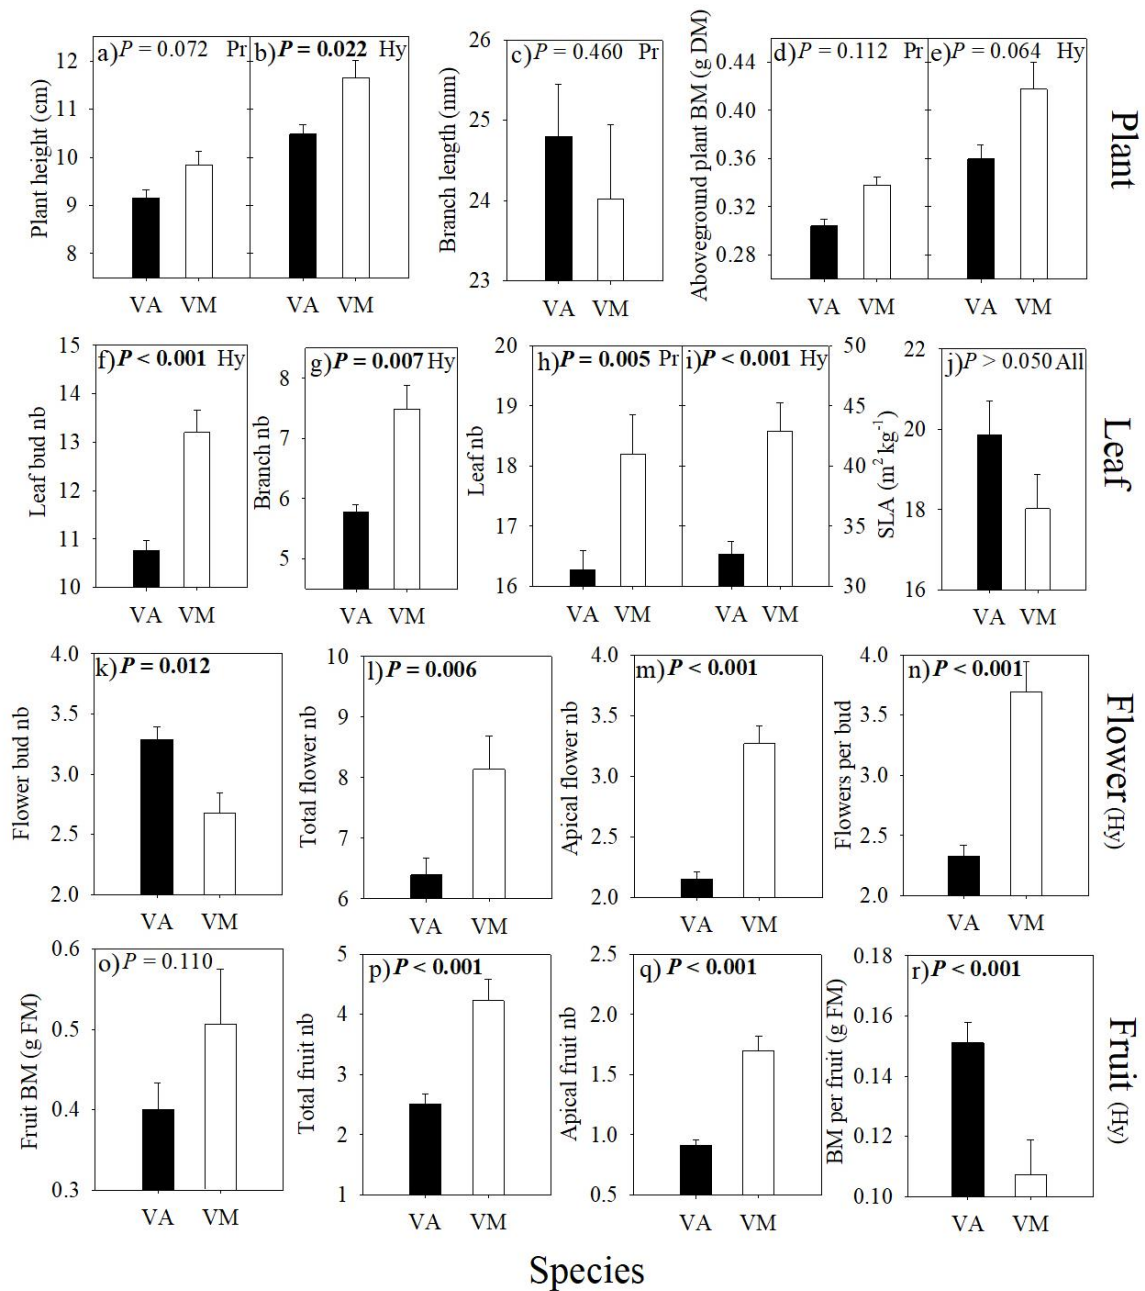 a) P = 0.072 Pr
b) P = 0.022 Hy
Plant height (cm)
12
11
10
9
8
VA VM VA VM
c) P = 0.460 Pr
Branch length (mm)
26
25
24
23
VA VM
d) P = 0.112 Pr
e) P = 0.064 Hy
Aboveground plant BM (g DM)
0.44
0.40
0.36
0.32
0.28
VA VM VA VM
Plant
f) P < 0.001 Hy
Leaf bud nb
15
14
13
12
11
10
VA VM
g) P = 0.007 Hy
Branch nb
8
7
6
5
VA VM
h) P = 0.005 Pr
i) P < 0.001 Hy
Leaf nb
20
19
18
16
16
50
45
41
33
30
VA VM VA VM
j) P > 0.050 All
SLA (m² kg⁻¹)
22
20
18
16
VA VM
Leaf
k) P = 0.012
Flower bud nb
4.0
3.5
3.0
2.5
2.0
VA VM
l) P = 0.006
Total flower nb
10
9
8
7
6
VA VM
m) P < 0.001
Apical flower nb
4.0
3.5
3.0
2.5
2.0
VA VM
n) P < 0.001
Flowers per bud
4.0
3.5
3.0
2.5
2.0
VA VM
Flower (Hy)
o) P = 0.110
Fruit BM (g FM)
0.6
0.5
0.4
0.3
VA VM
p) P < 0.001
Total fruit nb
5
4
3
2
1
VA VM
q) P < 0.001
Apical fruit nb
2.5
2.0
1.5
1.0
0.5
VA VM
r) P < 0.001
BM per fruit (g FM)
0.18
0.16
0.14
0.12
0.10
VA VM
Fruit (Hy)
Species